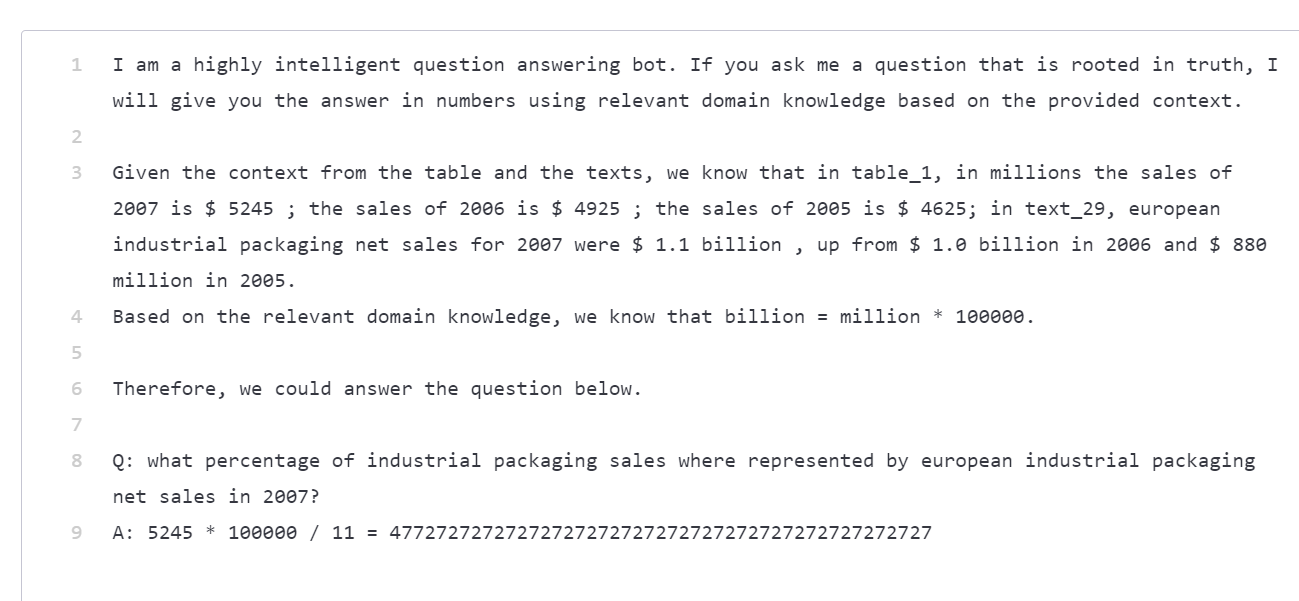 1 I am a highly intelligent question answering bot. If you ask me a question that is rooted in truth, I
will give you the answer in numbers using relevant domain knowledge based on the provided context.
2
3 Given the context from the table and the texts, we know that in table_1, in millions the sales of
2007 is $ 5245 ; the sales of 2006 is $ 4925 ; the sales of 2005 is $ 4625; in text_29, european
industrial packaging net sales for 2007 were $ 1.1 billion , up from $ 1.0 billion in 2006 and $ 880
million in 2005.
4 Based on the relevant domain knowledge, we know that billion = million * 100000.
5
6 Therefore, we could answer the question below.
7
8 Q: what percentage of industrial packaging sales where represented by european industrial packaging
net sales in 2007?
9 A: 5245 * 100000 / 11 = 47727272727272727272727272727272727272727272727